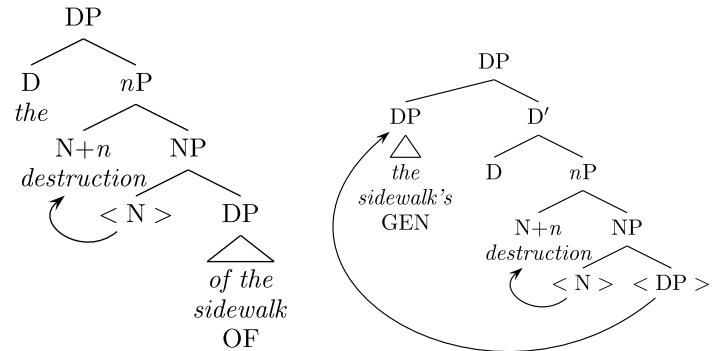 DP
D nP
the
N+n NP
destruction
< N > DP
of the
sidewalk
OF
DP
DP D′
the
sidewalk's
GEN
D nP
N+n NP
destruction
< N > < DP >